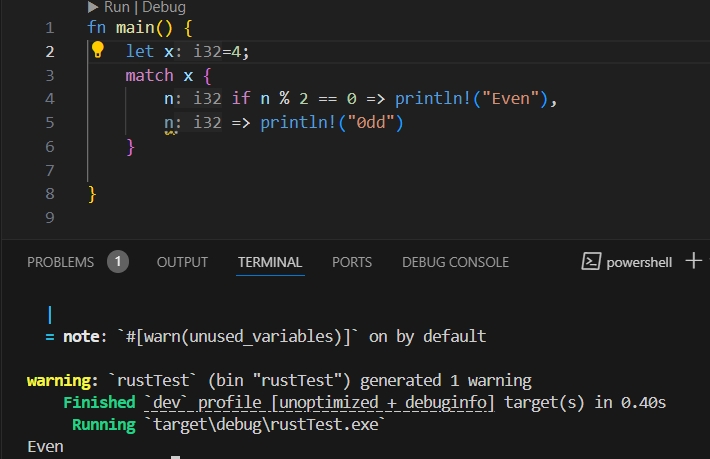 ▶ Run | Debug
1 fn main() {
2 let x: i32=4;
3 match x {
4 n: i32 if n % 2 == 0 => println!("Even"),
5 n: i32 => println!("0dd")
6 }
7
8 }
9
PROBLEMS 1 OUTPUT TERMINAL PORTS DEBUG CONSOLE powershell +
|
= note: `#[warn(unused_variables)]` on by default
warning: `rustTest` (bin "rustTest") generated 1 warning
Finished `dev` profile [unoptimized + debuginfo] target(s) in 0.40s
Running `target\debug\rustTest.exe`
Even